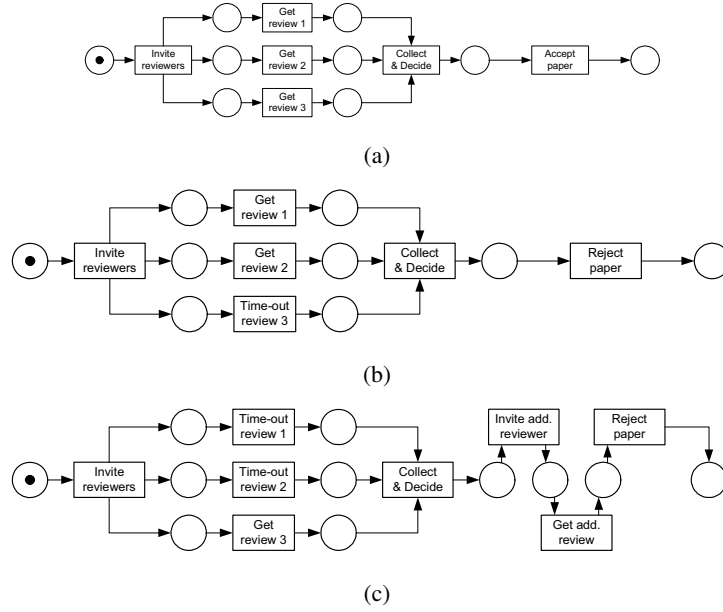 Get
review 1
Invite
reviewers
Get
review 2
Collect
& Decide
Accept
paper
Get
review 3
(a)
Get
review 1
Invite
reviewers
Get
review 2
Collect
& Decide
Reject
paper
Time-out
review 3
(b)
Time-out
review 1
Invite add.
reviewer
Reject
paper
Invite
reviewers
Time-out
review 2
Collect
& Decide
Get
review 3
Get add.
review
(c)